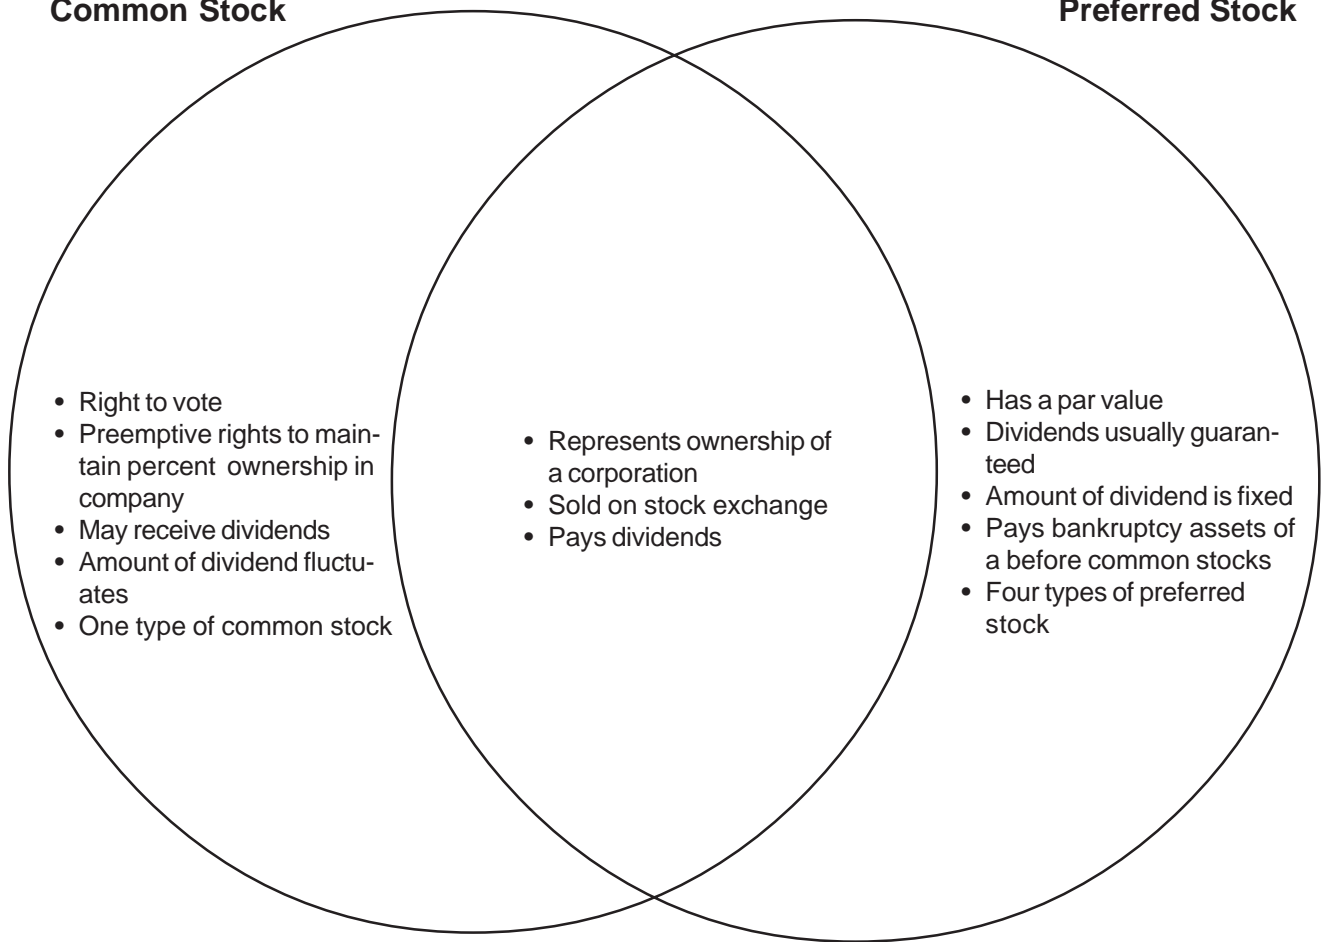 Common Stock
Preferred Stock
• Right to vote
• Preemptive rights to main-
tain percent ownership in
company
• May receive dividends
• Amount of dividend fluctu-
ates
• One type of common stock
• Represents ownership of
a corporation
• Sold on stock exchange
• Pays dividends
• Has a par value
• Dividends usually guaran-
teed
• Amount of dividend is fixed
• Pays bankruptcy assets of
a before common stocks
• Four types of preferred
stock